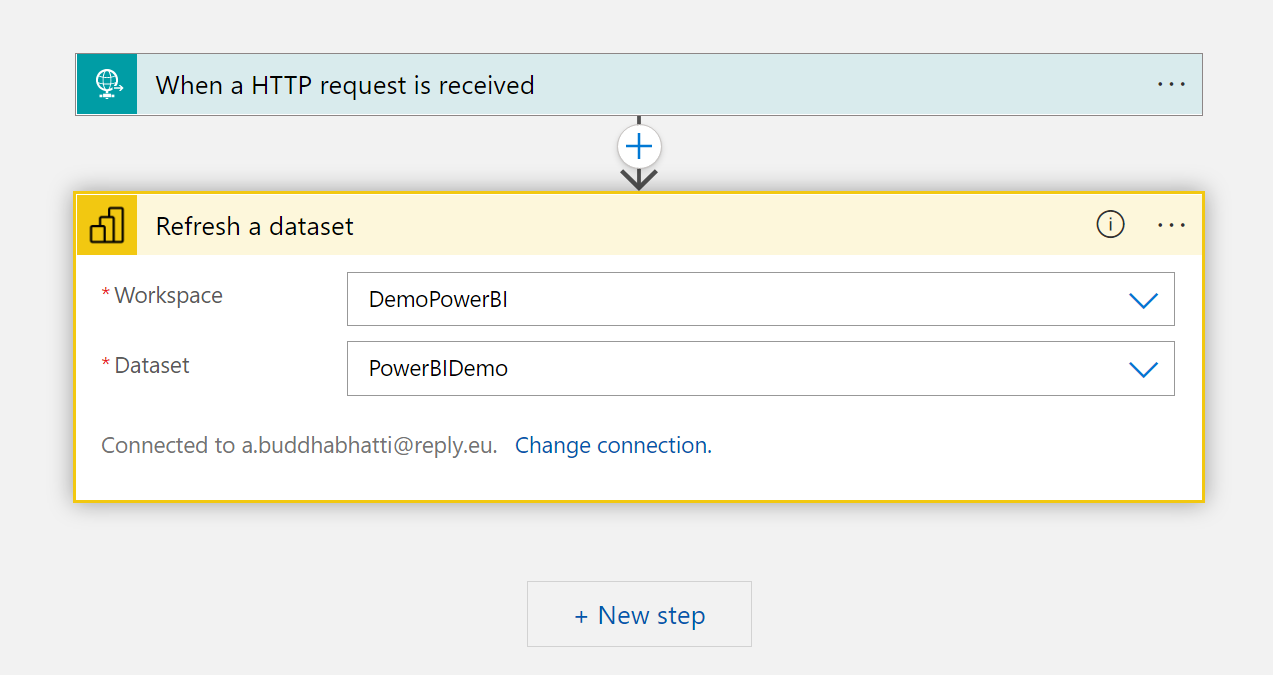 When a HTTP request is received
Refresh a dataset
* Workspace
DemoPowerBI
* Dataset
PowerBIDemo
Connected to a.buddhabhatti@reply.eu. Change connection.
+ New step